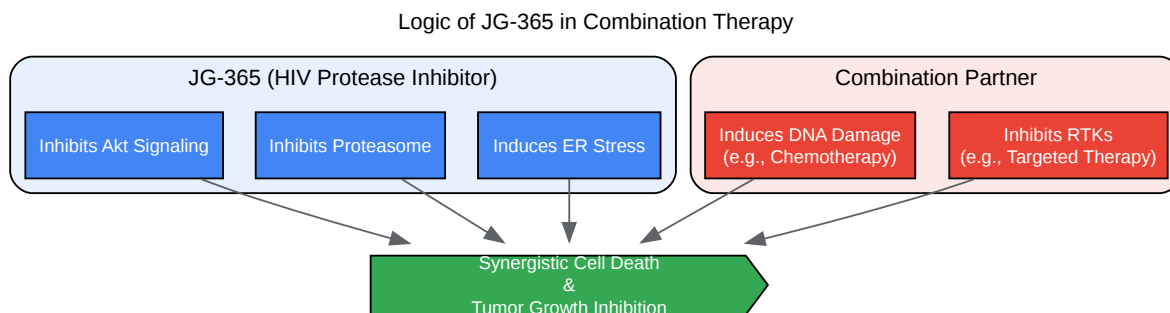 Logic of JG-365 in Combination Therapy
JG-365 (HIV Protease Inhibitor)
Combination Partner
Inhibits Akt Signaling
Inhibits Proteasome
Induces ER Stress
Induces DNA Damage
(e.g., Chemotherapy)
Inhibits RTKs
(e.g., Targeted Therapy)
Synergistic Cell Death
&
Tumor Growth Inhibition